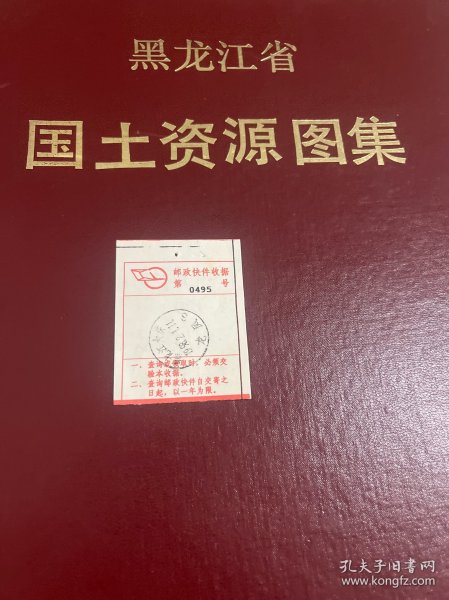 黑龙江省
国土资源图集
邮政快件收据
第 0495 号
一、查询或索赔时，必须交
验本收据。
二、查询邮政快件自交寄之
日起，以一年为限。
孔夫子旧书网
www.kongfz.com